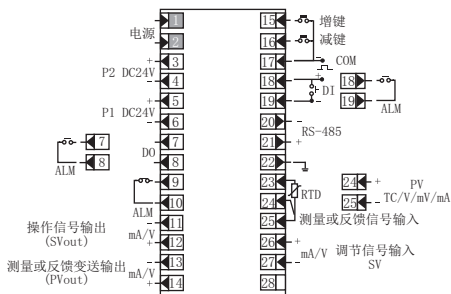 1 15 增键
电源
2 16 减键
+ 3 17 - COM
P2 DC24V
- 4 18 + DI 18
+ 5 19 - 19 ALM
P1 DC24V
- 6 20 -
RS-485
7 7 21 +
DO
8 8 22
ALM
9 23 RTD 24 + PV
10 24 25 - TC/V/mV/mA
ALM
- 11 25 测量或反馈信号输入
操作信号输出 mA/V
(SVout) + 12 26 + 调节信号输入
mA/V
测量或反馈变送输出 - 13 27 - SV
(PVout) mA/V
+ 14 28